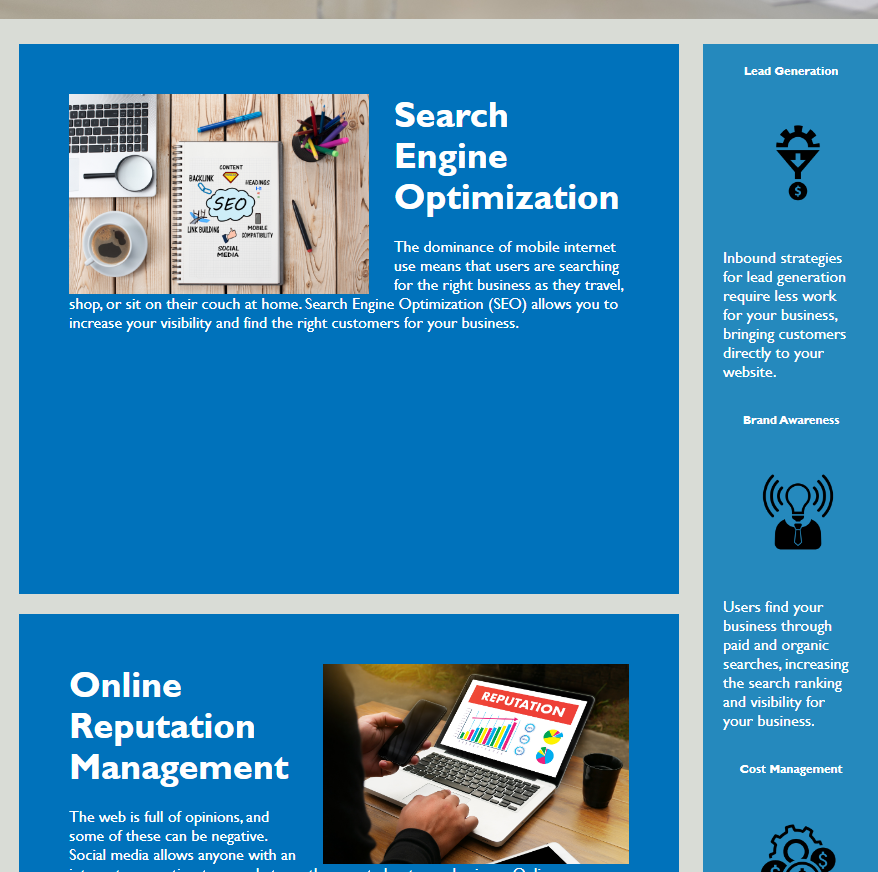 Search
Engine
Optimization
CONTENT
BACKLINK
HEADINGS
SEO
LINK BUILDING
MOBILE
COMPATIBILITY
SOCIAL
MEDIA
The dominance of mobile internet
use means that users are searching
for the right business as they travel,
shop, or sit on their couch at home. Search Engine Optimization (SEO) allows you to
increase your visibility and find the right customers for your business.
Online
Reputation
Management
REPUTATION
The web is full of opinions, and
some of these can be negative.
Social media allows anyone with an
Lead Generation
$
Inbound strategies
for lead generation
require less work
for your business,
bringing customers
directly to your
website.
Brand Awareness
Users find your
business through
paid and organic
searches, increasing
the search ranking
and visibility for
your business.
Cost Management
$
$